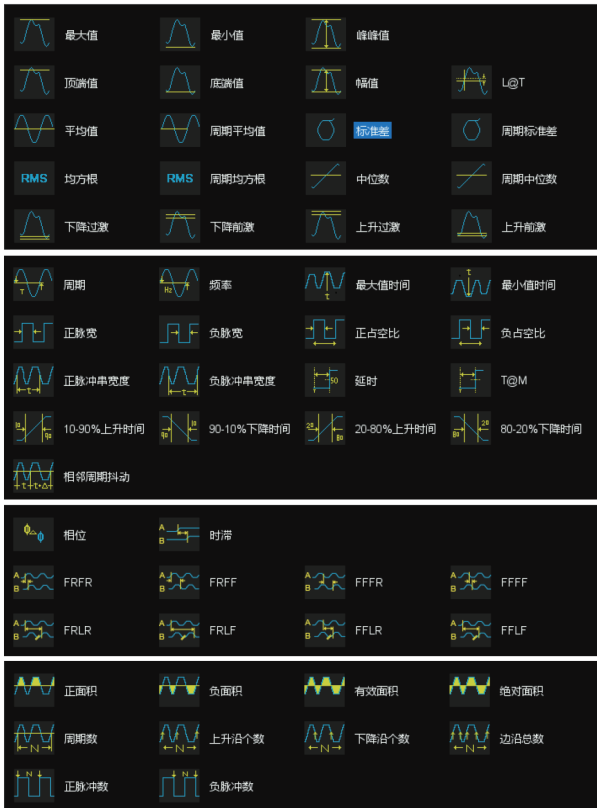 最大值 最小值 峰峰值
顶端值 底端值 幅值 L@T
平均值 周期平均值 标准差 周期标准差
RMS 均方根 RMS 周期均方根 中位数 周期中位数
下降过激 下降前激 上升过激 上升前激
T 周期 Hz 频率 t 最大值时间 t 最小值时间
正脉宽 负脉宽 正占空比 负占空比
t 正脉冲串宽度 t 负脉冲串宽度 50 延时 T@M
10 90 10-90%上升时间 10 90 90-10%下降时间 20 80 20-80%上升时间 20 80 80-20%下降时间
t t+Δ 相邻周期抖动
Φ Φ 相位 A B 时滞
A B FRFR A B FRFF A B FFFR A B FFFF
A B FRLR A B FRLF A B FFLR A B FFLF
正面积 负面积 有效面积 绝对面积
N 周期数 N 上升沿个数 N 下降沿个数 N 边沿总数
N 正脉冲数 N 负脉冲数